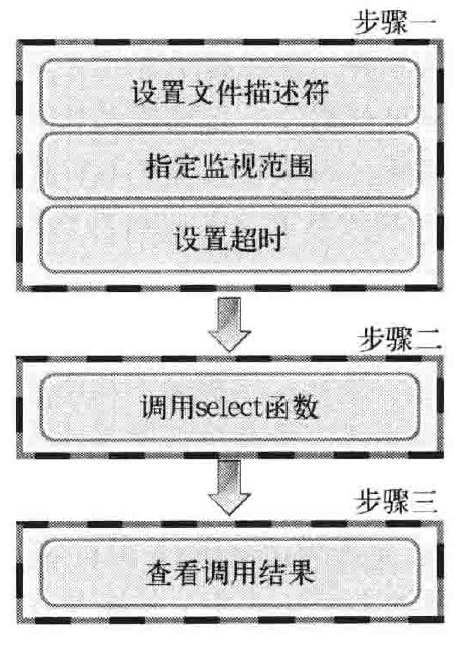 步骤一
设置文件描述符
指定监视范围
设置超时
步骤二
调用select函数
步骤三
查看调用结果